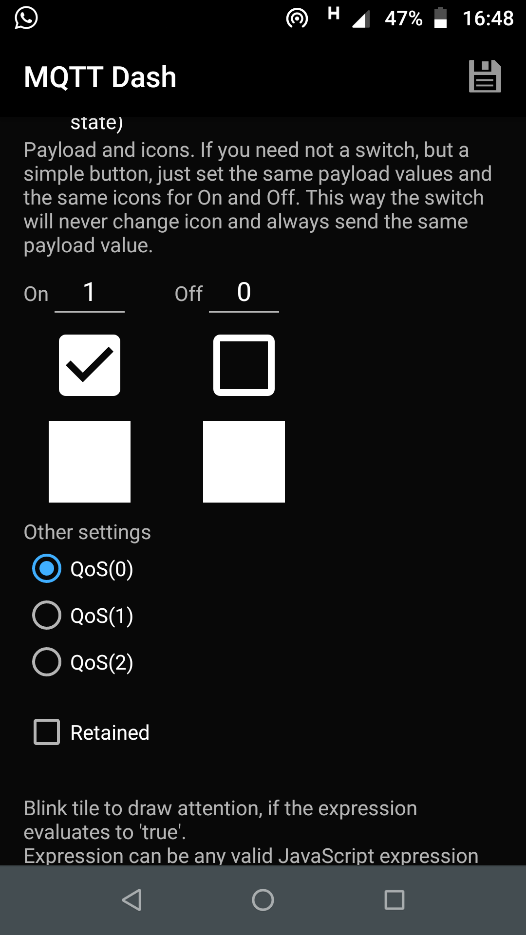 H 47% 16:48
MQTT Dash
state)
Payload and icons. If you need not a switch, but a
simple button, just set the same payload values and
the same icons for On and Off. This way the switch
will never change icon and always send the same
payload value.
On 1 Off 0
Other settings
QoS(0)
QoS(1)
QoS(2)
Retained
Blink tile to draw attention, if the expression
evaluates to 'true'.
Expression can be any valid JavaScript expression